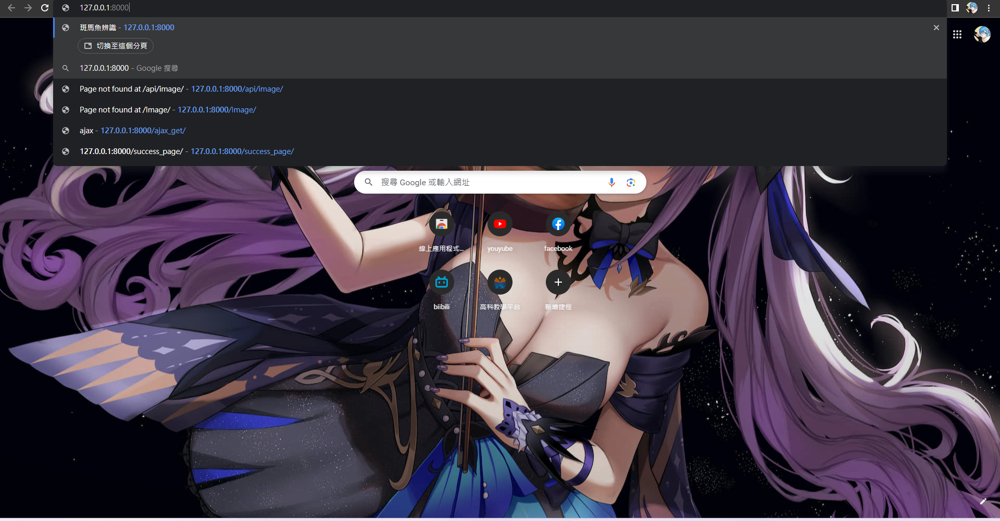 127.0.0.1:8000
斑馬魚辨識 - 127.0.0.1:8000
切換至這個分頁
127.0.0.1:8000 - Google 搜尋
Page not found at /api/image/ - 127.0.0.1:8000/api/image/
Page not found at /Image/ - 127.0.0.1:8000/Image/
ajax - 127.0.0.1:8000/ajax_get/
127.0.0.1:8000/success_page/ - 127.0.0.1:8000/success_page/
搜尋 Google 或輸入網址
線上應用程式...
youyube
facebook
biibili
高科教學平台
新增捷徑